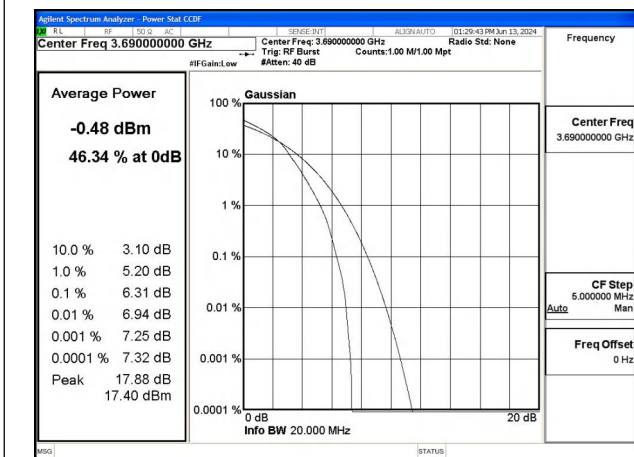 Agilent Spectrum Analyzer - Power Stat CCDF
RL RF 50 Ω AC SENSE:INT ALIGN AUTO 01:29:43 PM Jun 13, 2024
Center Freq 3.690000000 GHz
Center Freq: 3.690000000 GHz Radio Std: None
Trig: RF Burst Counts:1.00 M/1.00 Mpt
#IFGain:Low #Atten: 40 dB
Frequency
Average Power
-0.48 dBm
46.34 % at 0dB
10.0 % 3.10 dB
1.0 % 5.20 dB
0.1 % 6.31 dB
0.01 % 6.94 dB
0.001 % 7.25 dB
0.0001 % 7.32 dB
Peak 17.88 dB
17.40 dBm
Gaussian
100 %
10 %
1 %
0.1 %
0.01 %
0.001 %
0.0001 %
0 dB 20 dB
Info BW 20.000 MHz
Center Freq
3.690000000 GHz
CF Step
5.000000 MHz
Auto Man
Freq Offset
0 Hz
MSG STATUS